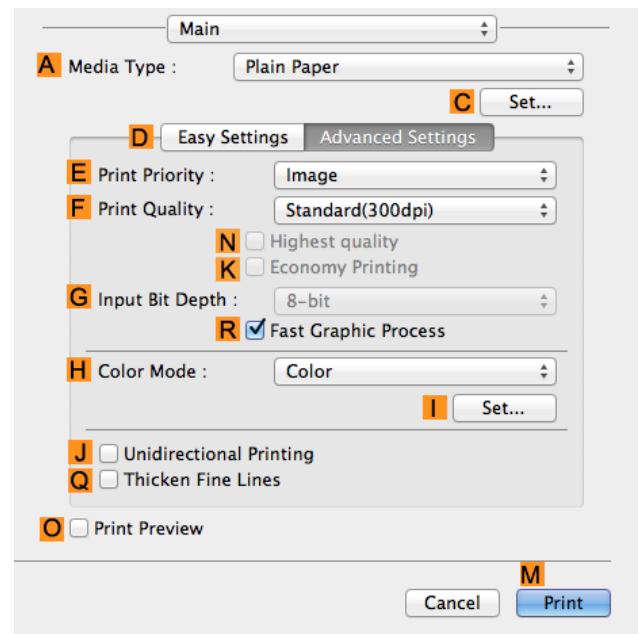 Main
A Media Type : Plain Paper
C Set...
D Easy Settings Advanced Settings
E Print Priority : Image
F Print Quality : Standard(300dpi)
N Highest quality
K Economy Printing
G Input Bit Depth : 8-bit
R Fast Graphic Process
H Color Mode : Color
I Set...
J Unidirectional Printing
Q Thicken Fine Lines
O Print Preview
M
Cancel Print